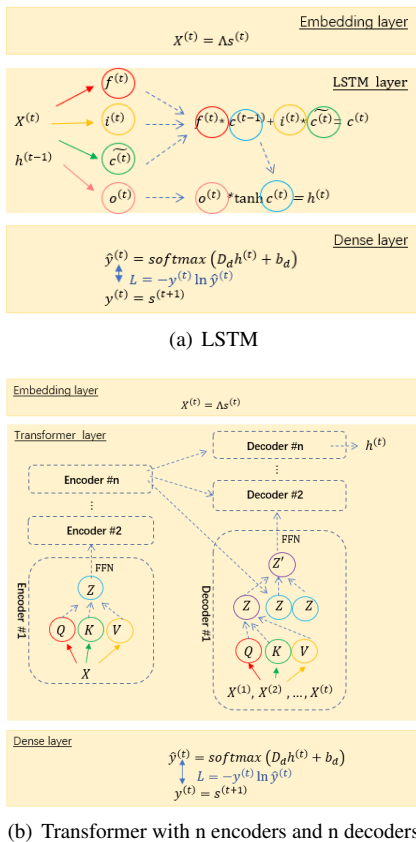 Embedding layer
X^(t) = Λs^(t)
LSTM layer
f^(t)
X^(t) i^(t) f^(t)* c^(t-1)+ i^(t)* c̃^(t)= c^(t)
h^(t-1) c̃^(t)
o^(t) o^(t) *tanh c^(t) = h^(t)
Dense layer
ŷ^(t) = softmax (D_d h^(t) + b_d)
L = −y^(t) ln ŷ^(t)
y^(t) = s^(t+1)
(a) LSTM
Embedding layer
X^(t) = Λs^(t)
Transformer layer
Decoder #n h^(t)
Encoder #n ⋮
⋮ Decoder #2
Encoder #2
FFN FFN
Encoder #1
Z
Q K V
X
Decoder #1
Z'
Z Z Z
Q K V
X^(1), X^(2) , ..., X^(t)
Dense layer
ŷ^(t) = softmax (D_d h^(t) + b_d)
L = −y^(t) ln ŷ^(t)
y^(t) = s^(t+1)
(b) Transformer with n encoders and n decoders